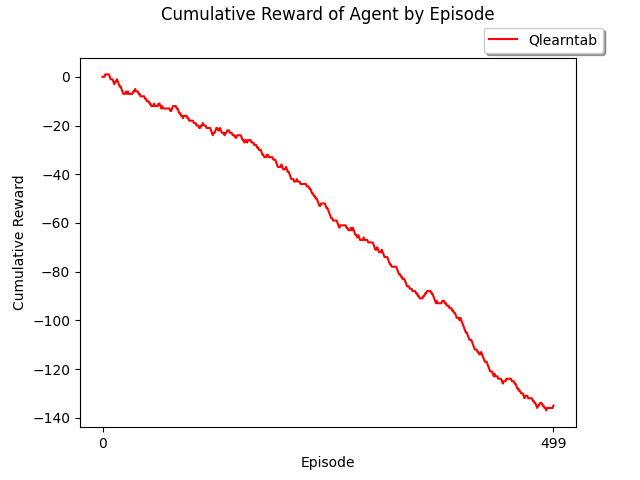 Cumulative Reward of Agent by Episode
Qlearntab
0
−20
−40
−60
−80
−100
−120
−140
Cumulative Reward
0
499
Episode